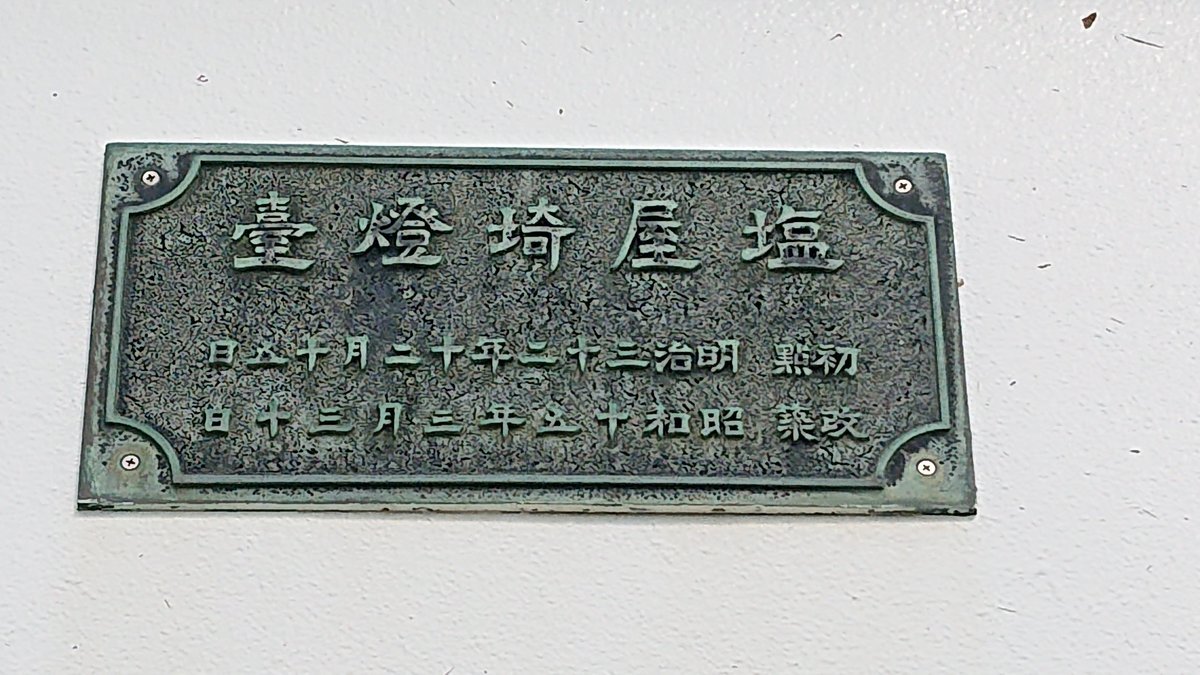 塩屋埼燈臺
初點 明治三十二年十二月十五日
改築 昭和十五年三月三十日